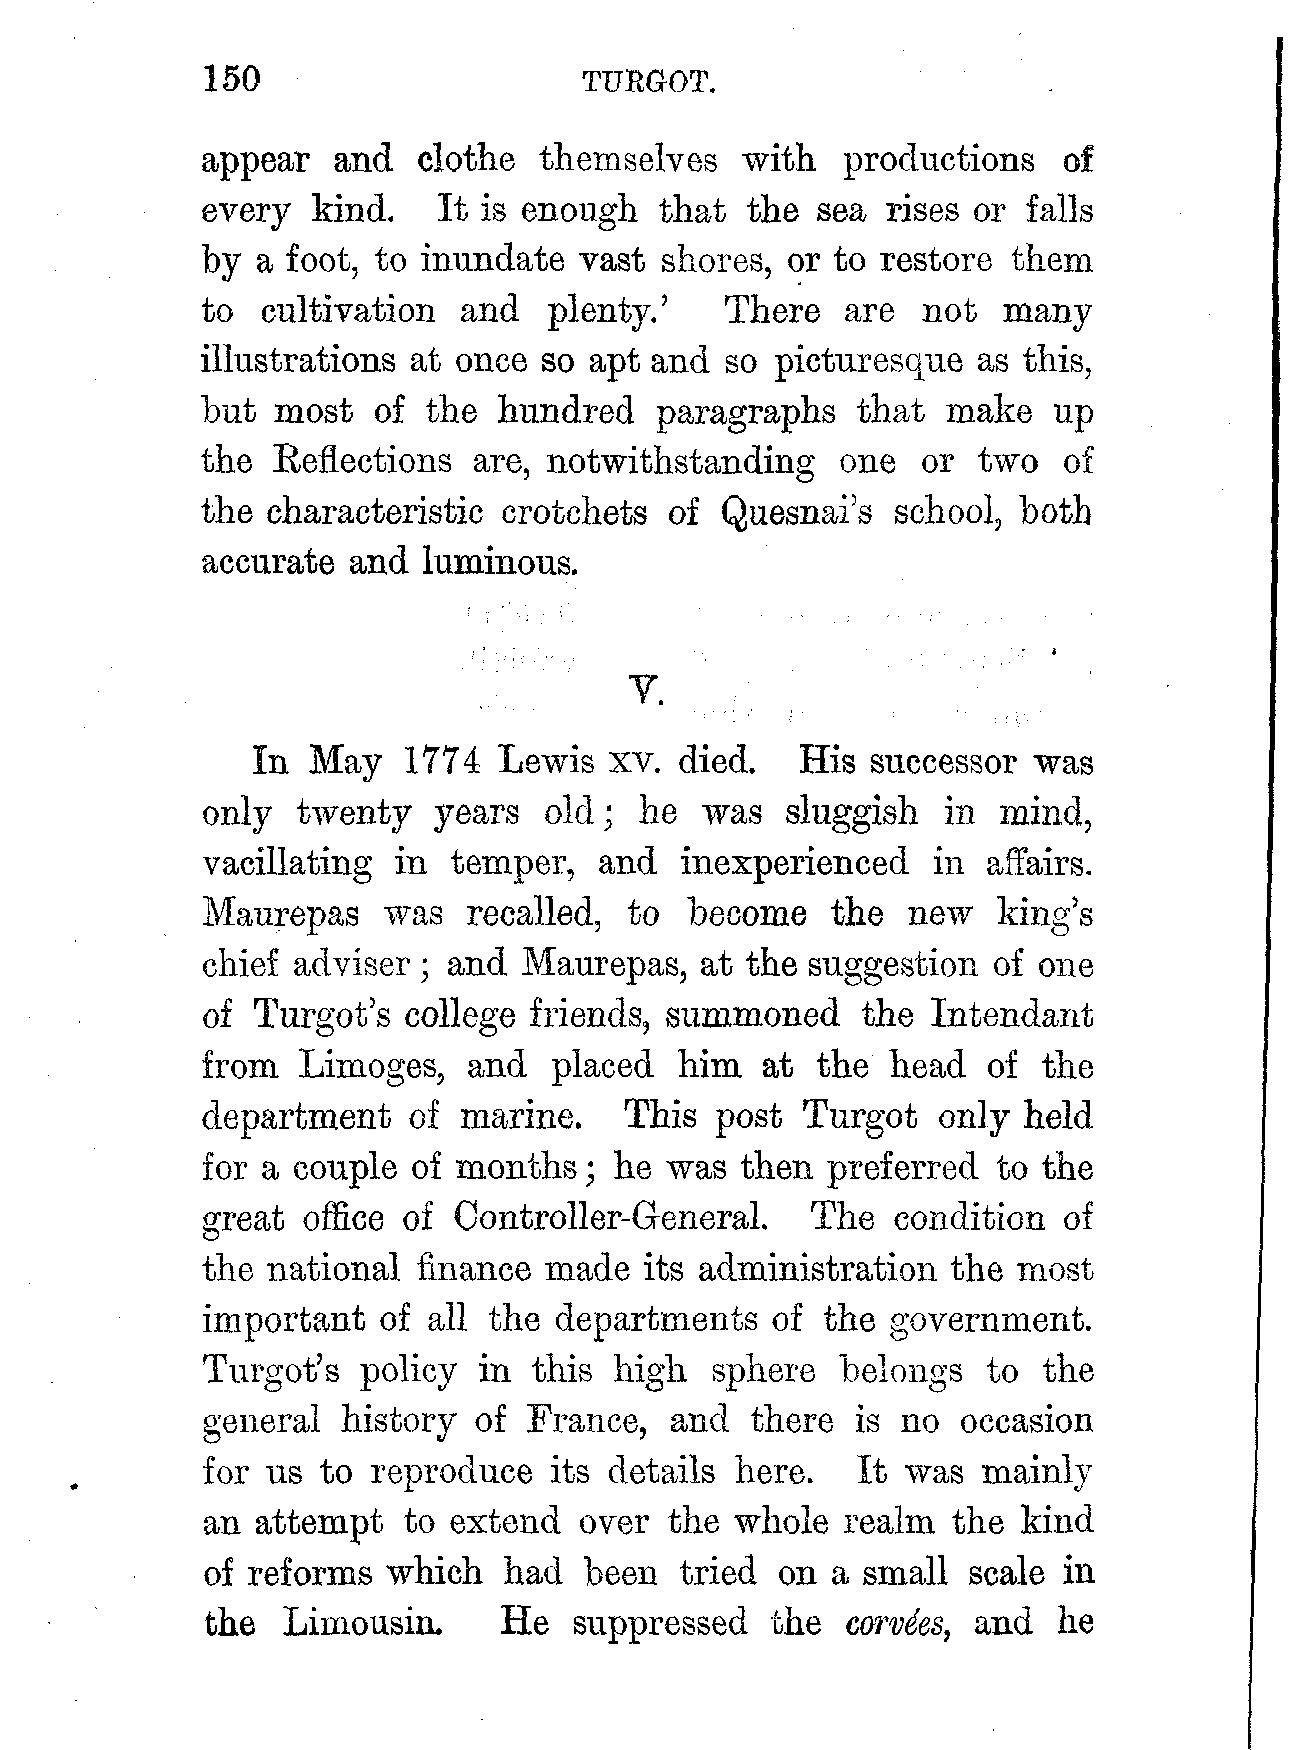 150 TURGOT.
appear and clothe themselves with productions of
every kind. It is enough that the sea rises or falls
by a foot, to inundate vast shores, or to restore them
to cultivation and plenty.’ There are not many
illustrations at once so apt and so picturesque as this,
but most of the hundred paragraphs that make up
the Reflections are, notwithstanding one or two of
the characteristic crotchets of Quesnai’s school, both
accurate and luminous.
V.
In May 1774 Lewis XV. died. His successor was
only twenty years old; he was sluggish in mind,
vacillating in temper, and inexperienced in affairs.
Maurepas was recalled, to become the new king’s
chief adviser; and Maurepas, at the suggestion of one
of Turgot’s college friends, summoned the Intendant
from Limoges, and placed him at the head of the
department of marine. This post Turgot only held
for a couple of months; he was then preferred to the
great office of Controller-General. The condition of
the national finance made its administration the most
important of all the departments of the government.
Turgot’s policy in this high sphere belongs to the
general history of France, and there is no occasion
for us to reproduce its details here. It was mainly
an attempt to extend over the whole realm the kind
of reforms which had been tried on a small scale in
the Limousin. He suppressed the corvées, and he